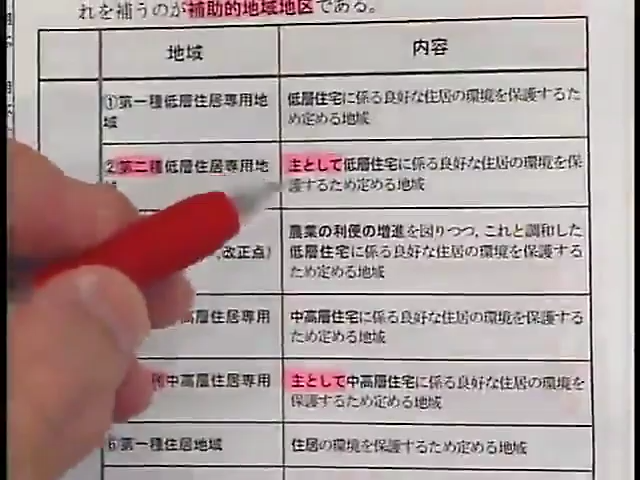 れを補うのが補助的地域地区である。
地域
内容
①第一種低層住居専用地
域
低層住宅に係る良好な住居の環境を保護するた
め定める地域
②第二種低層住居専用地
主として低層住宅に係る良好な住居の環境を保
護するため定める地域
改正点)
農業の利便の増進を図りつつ，これと調和した
低層住宅に係る良好な住居の環境を保護するた
め定める地域
高層住居専用
中高層住宅に係る良好な住居の環境を保護する
ため定める地域
中高層住居専用
主として中高層住宅に係る良好な住居の環境を
保護するため定める地域
⑥第一種住居地域
住居の環境を保護するため定める地域